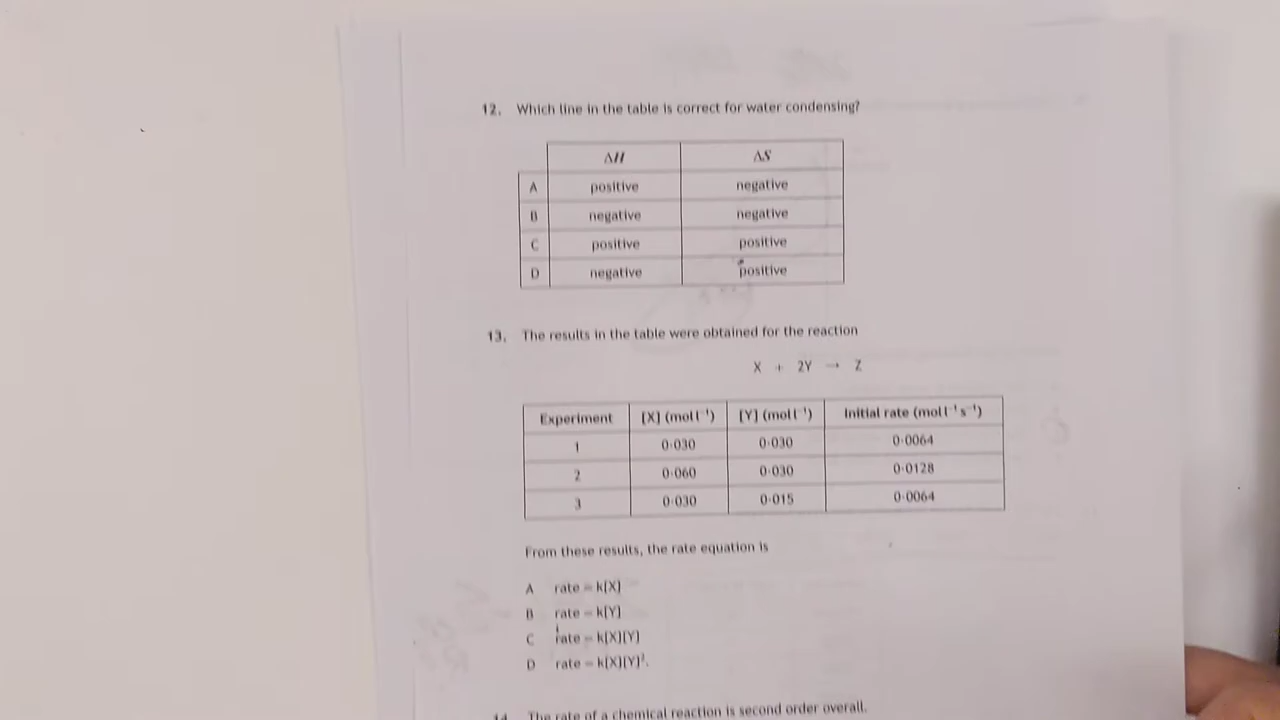 12. Which line in the table is correct for water condensing?
ΔH ΔS
A positive negative
B negative negative
C positive positive
D negative positive
13. The results in the table were obtained for the reaction
X + 2Y → Z
Experiment [X] (mol l⁻¹) [Y] (mol l⁻¹) Initial rate (mol l⁻¹ s⁻¹)
1 0·030 0·030 0·0064
2 0·060 0·030 0·0128
3 0·030 0·015 0·0064
From these results, the rate equation is
A rate = k[X]
B rate = k[Y]
C rate = k[X][Y]
D rate = k[X][Y]².
14. The rate of a chemical reaction is second order overall.